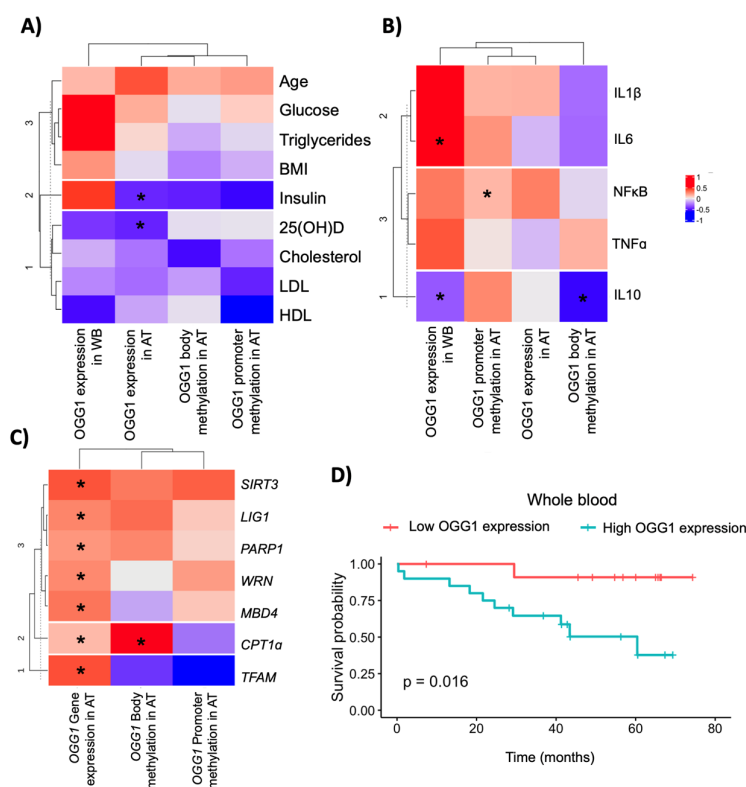 A)
3
2
1
Age
Glucose
Triglycerides
BMI
Insulin
*
25(OH)D
*
Cholesterol
LDL
HDL
OGG1 expression
in WB
OGG1 expression
in AT
OGG1 body
methylation in AT
OGG1 promoter
methylation in AT
B)
2
3
1
IL1β
IL6
*
NFκB
*
TNFα
IL10
* *
OGG1 expression
in WB
OGG1 promoter
methylation in AT
OGG1 expression
in AT
OGG1 body
methylation in AT
1
0.5
0
-0.5
-1
C)
3
2
1
* SIRT3
* LIG1
* PARP1
* WRN
* MBD4
* * CPT1α
* TFAM
OGG1 Gene
expression in AT
OGG1 Body
methylation in AT
OGG1 Promoter
methylation in AT
D)
Whole blood
Low OGG1 expression
High OGG1 expression
Survival probability
1.00
0.75
0.50
0.25
0.00
p = 0.016
0 20 40 60 80
Time (months)